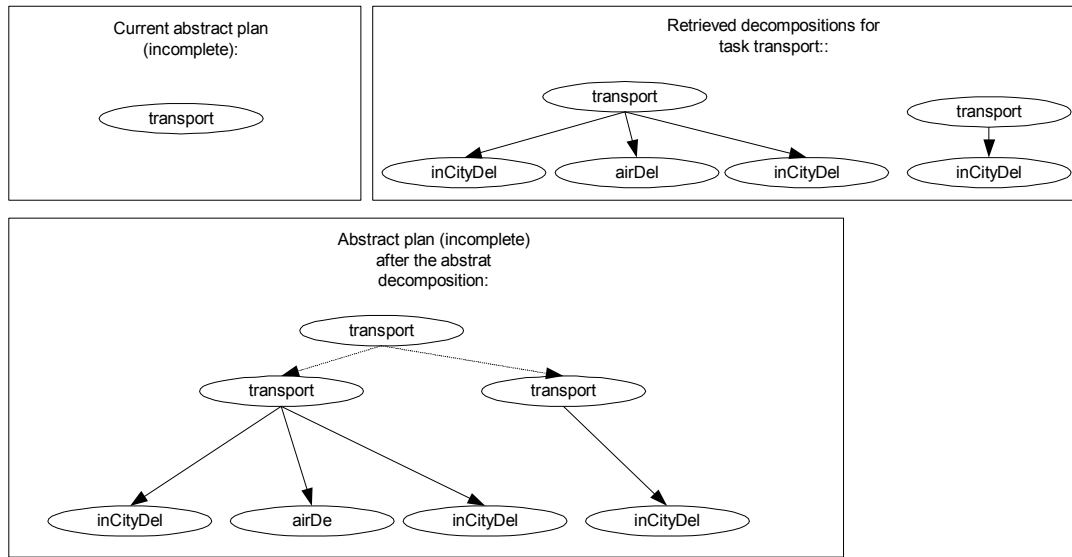 Current abstract plan
(incomplete):
transport
Retrieved decompositions for
task transport::
transport
transport
inCityDel
airDel
inCityDel
inCityDel
Abstract plan (incomplete)
after the abstrat
decomposition:
transport
transport
transport
inCityDel
airDe
inCityDel
inCityDel